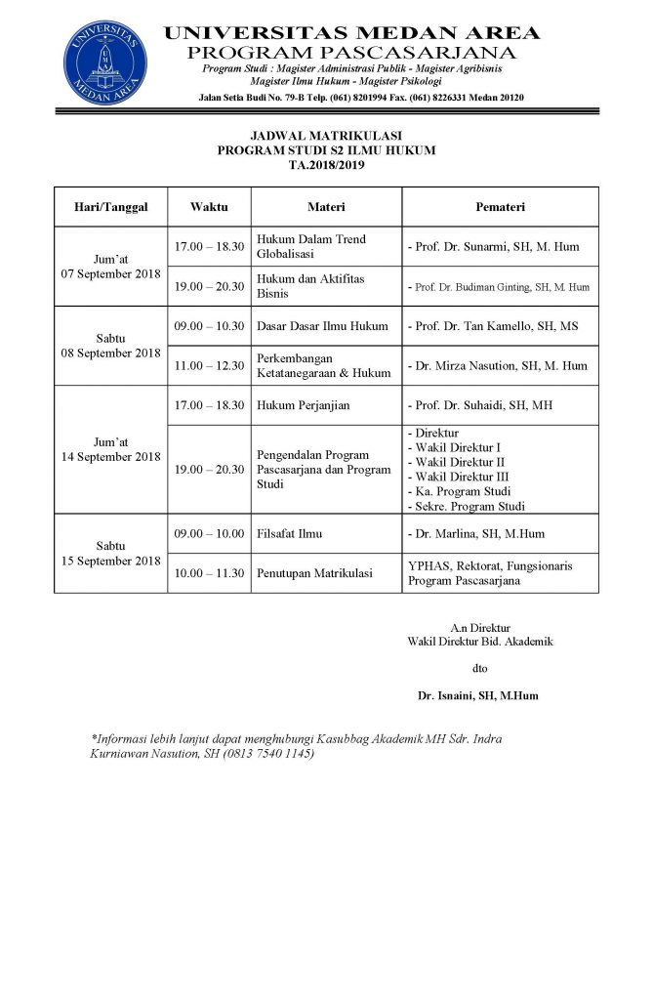 UNIVERSITAS
UMA
MEDAN AREA
UNIVERSITAS MEDAN AREA
PROGRAM PASCASARJANA
Program Studi : Magister Administrasi Publik - Magister Agribisnis
Magister Ilmu Hukum - Magister Psikologi
Jalan Setia Budi No. 79-B Telp. (061) 8201994 Fax. (061) 8226331 Medan 20120
JADWAL MATRIKULASI
PROGRAM STUDI S2 ILMU HUKUM
TA.2018/2019
Hari/Tanggal Waktu Materi Pemateri
Jum'at
07 September 2018
17.00 – 18.30
Hukum Dalam Trend
Globalisasi
- Prof. Dr. Sunarmi, SH, M. Hum
19.00 – 20.30
Hukum dan Aktifitas
Bisnis
- Prof. Dr. Budiman Ginting, SH, M. Hum
Sabtu
08 September 2018
09.00 – 10.30
Dasar Dasar Ilmu Hukum
- Prof. Dr. Tan Kamello, SH, MS
11.00 – 12.30
Perkembangan
Ketatanegaraan & Hukum
- Dr. Mirza Nasution, SH, M. Hum
Jum'at
14 September 2018
17.00 – 18.30
Hukum Perjanjian
- Prof. Dr. Suhaidi, SH, MH
19.00 – 20.30
Pengendalan Program
Pascasarjana dan Program
Studi
- Direktur
- Wakil Direktur I
- Wakil Direktur II
- Wakil Direktur III
- Ka. Program Studi
- Sekre. Program Studi
Sabtu
15 September 2018
09.00 – 10.00
Filsafat Ilmu
- Dr. Marlina, SH, M.Hum
10.00 – 11.30
Penutupan Matrikulasi
YPHAS, Rektorat, Fungsionaris
Program Pascasarjana
A.n Direktur
Wakil Direktur Bid. Akademik
dto
Dr. Isnaini, SH, M.Hum
*Informasi lebih lanjut dapat menghubungi Kasubbag Akademik MH Sdr. Indra
Kurniawan Nasution, SH (0813 7540 1145)